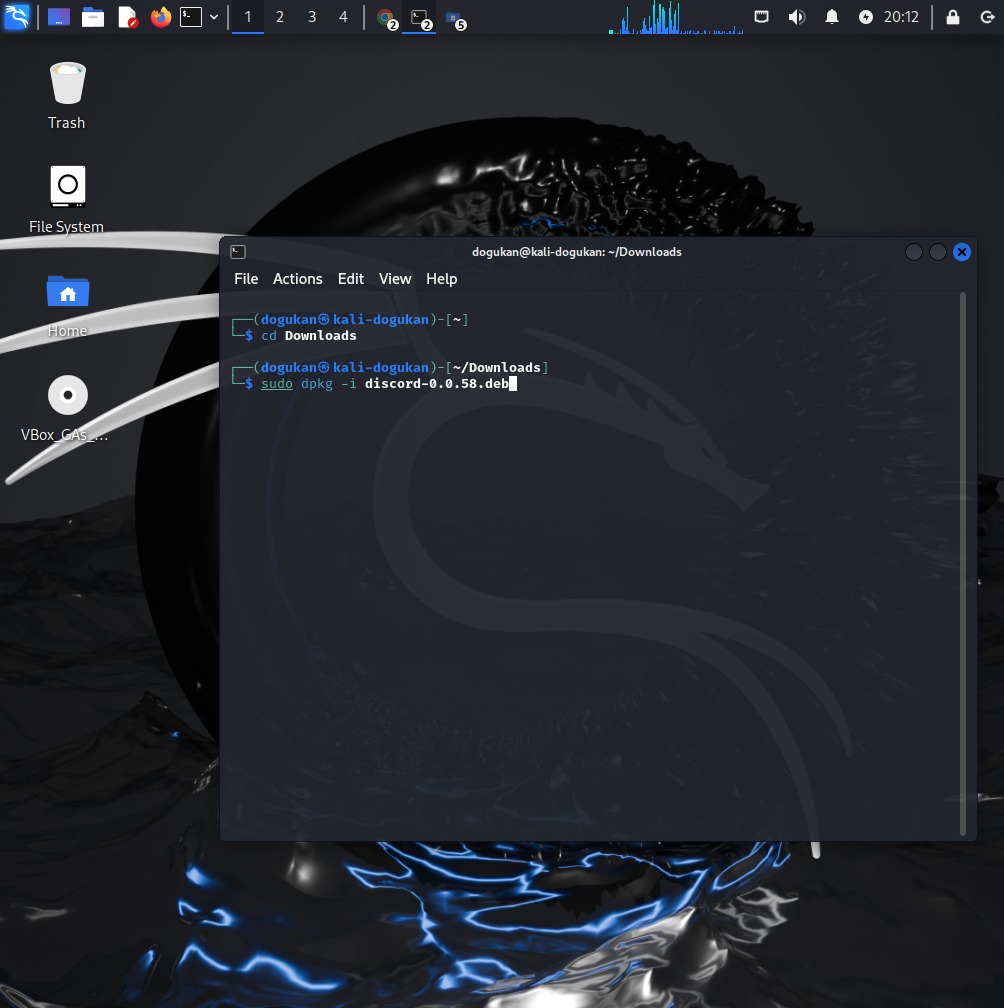 1 2 3 4 2 2 5 20:12
Trash
File System
Home
VBox_GAs_...
dogukan@kali-dogukan: ~/Downloads
File Actions Edit View Help
┌──(dogukan㉿kali-dogukan)-[~]
└─$ cd Downloads
┌──(dogukan㉿kali-dogukan)-[~/Downloads]
└─$ sudo dpkg -i discord-0.0.58.deb